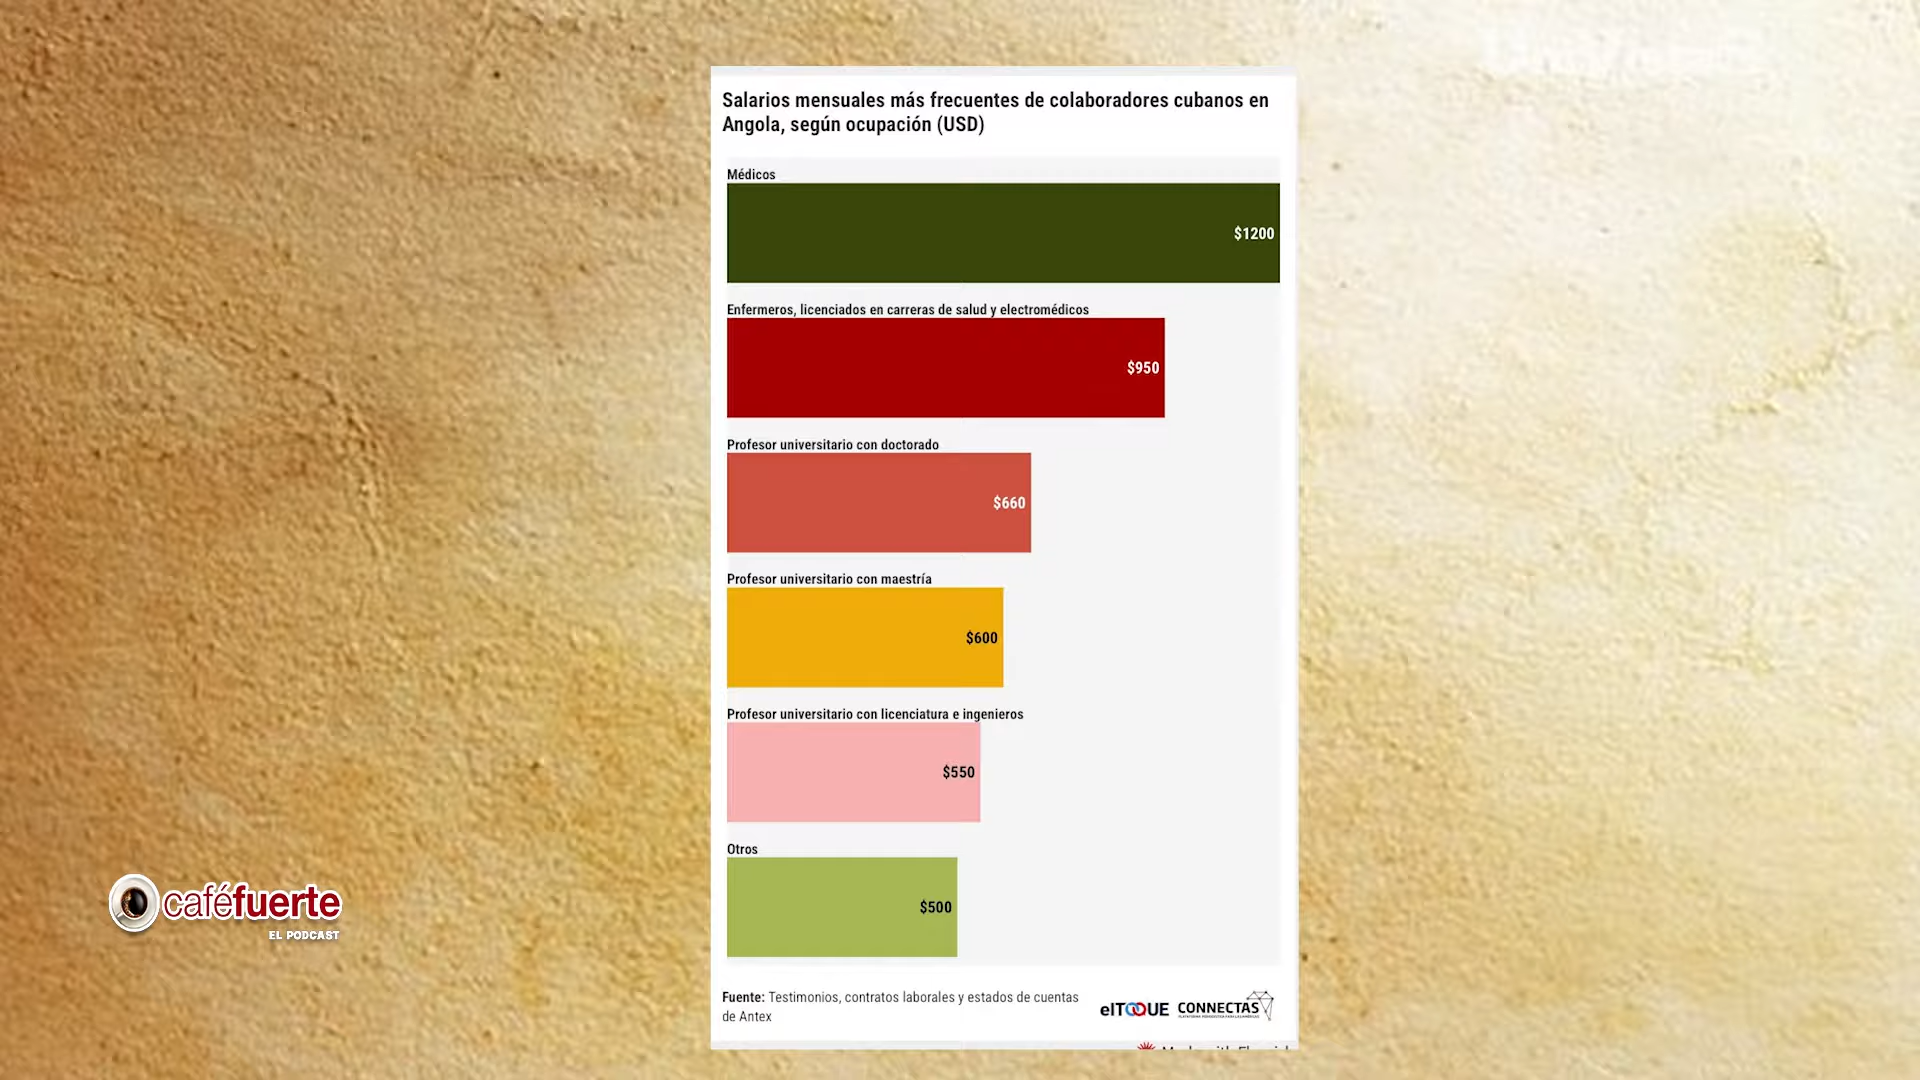 Salarios mensuales más frecuentes de colaboradores cubanos en
Angola, según ocupación (USD)
Médicos
$1200
Enfermeros, licenciados en carreras de salud y electromédicos
$950
Profesor universitario con doctorado
$660
Profesor universitario con maestría
$600
Profesor universitario con licenciatura e ingenieros
$550
Otros
$500
Fuente: Testimonios, contratos laborales y estados de cuentas
de Antex
elTOQUE CONNECTAS
caféfuerte
EL PODCAST